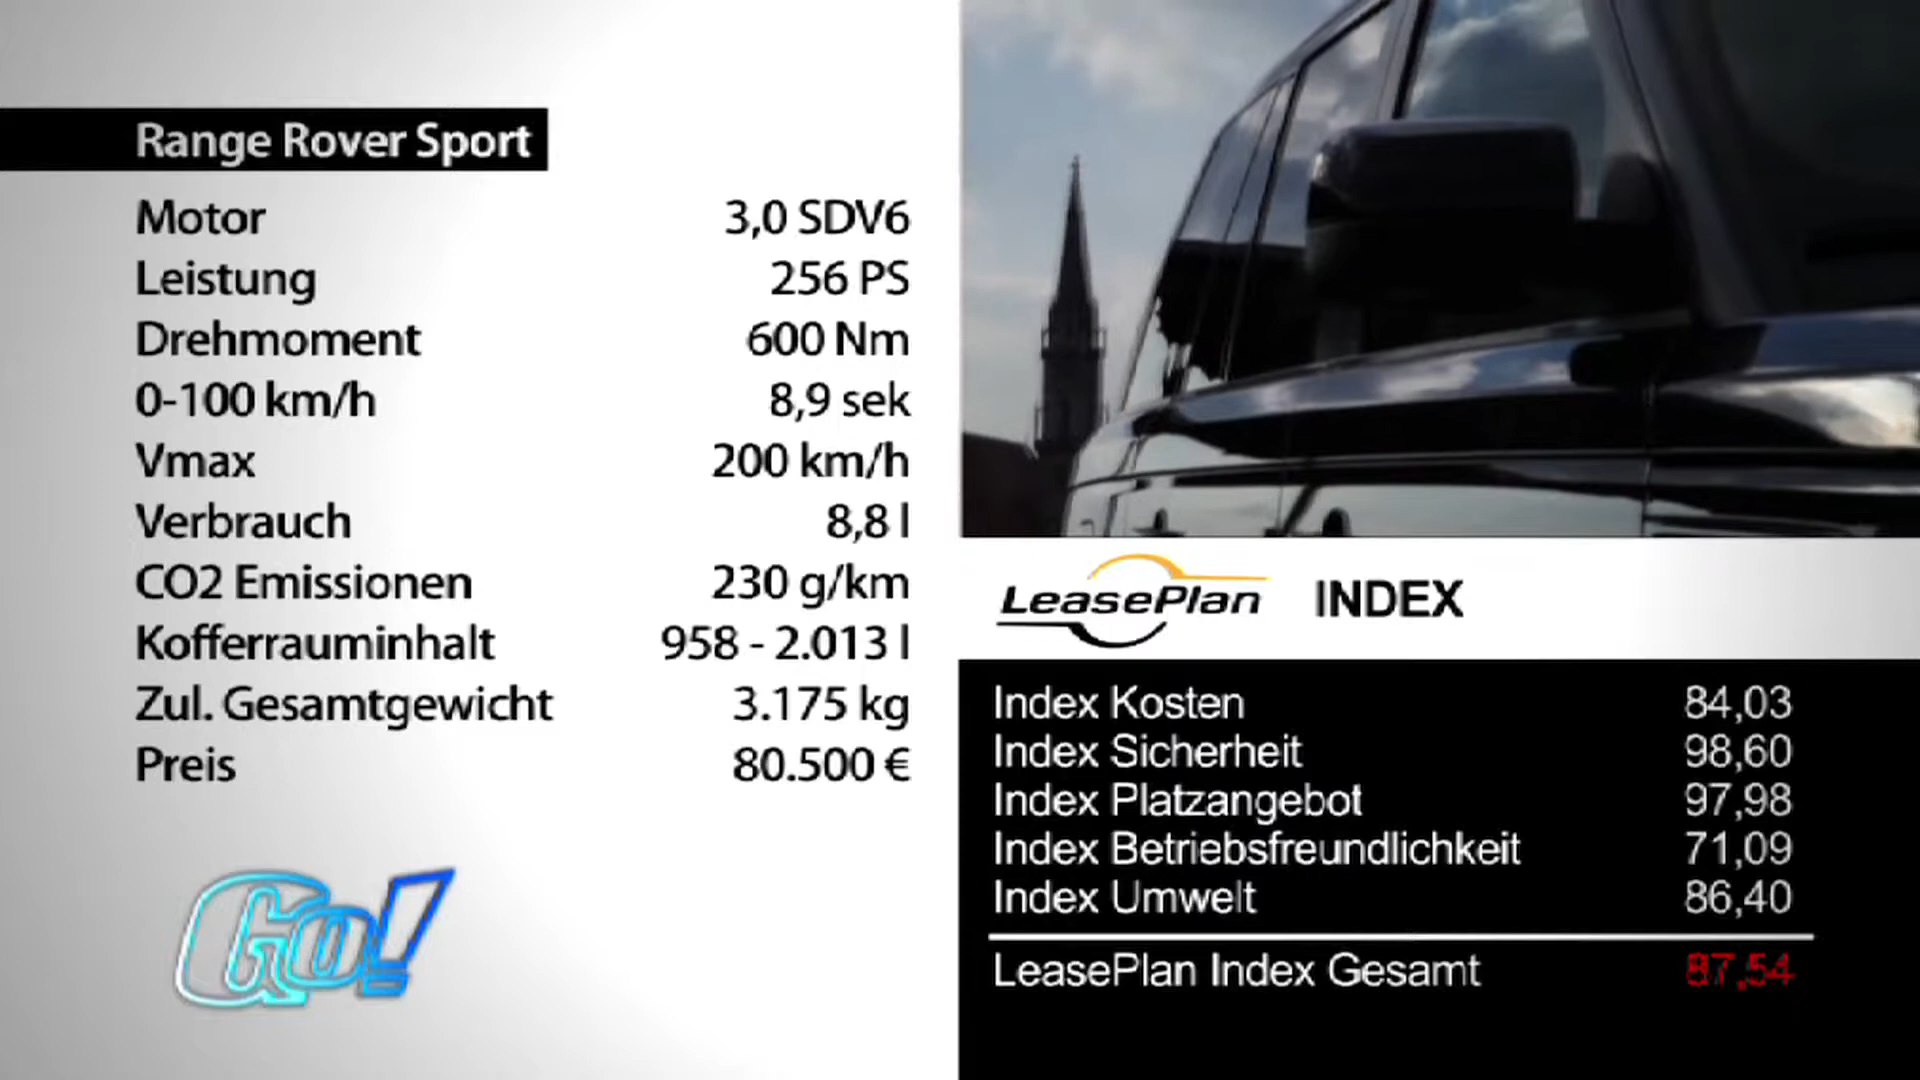 Range Rover Sport
Motor 3,0 SDV6
Leistung 256 PS
Drehmoment 600 Nm
0-100 km/h 8,9 sek
Vmax 200 km/h
Verbrauch 8,8 l
CO2 Emissionen 230 g/km
Kofferrauminhalt 958 - 2.013 l
Zul. Gesamtgewicht 3.175 kg
Preis 80.500 €
Go!
LeasePlan INDEX
Index Kosten 84,03
Index Sicherheit 98,60
Index Platzangebot 97,98
Index Betriebsfreundlichkeit 71,09
Index Umwelt 86,40
LeasePlan Index Gesamt 87,54